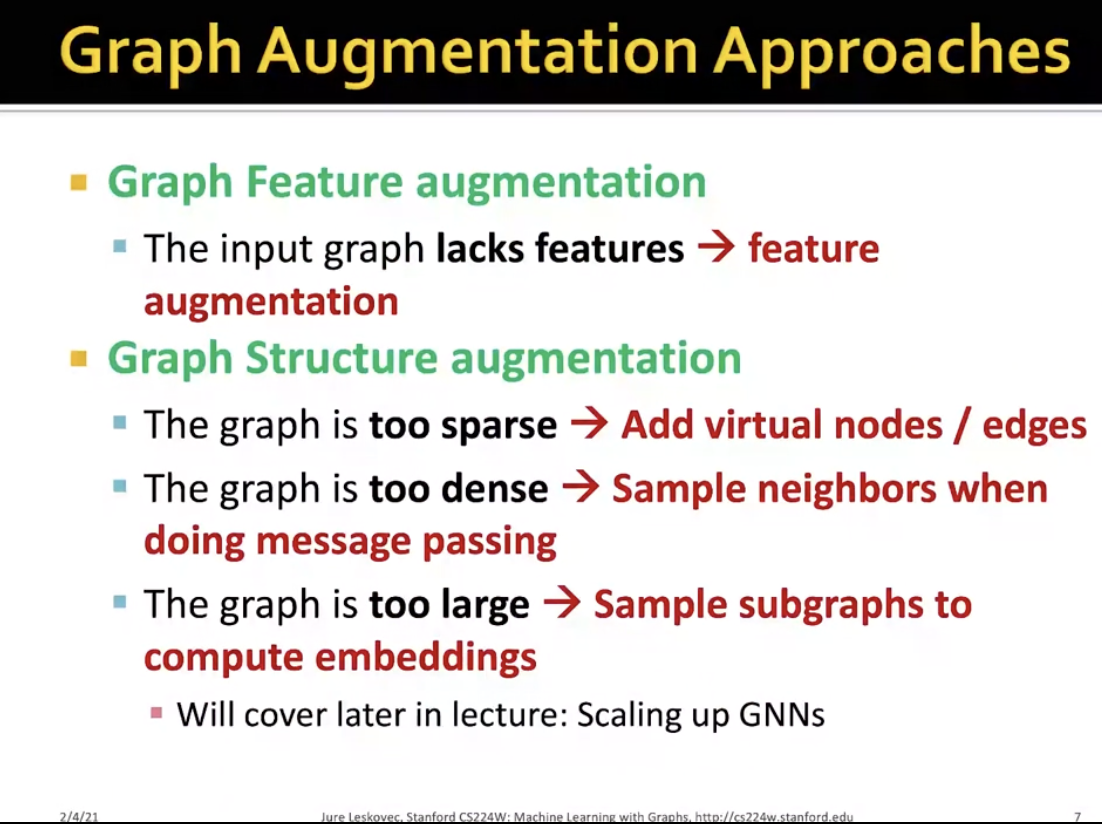 Graph Augmentation Approaches
Graph Feature augmentation
The input graph lacks features → feature
augmentation
Graph Structure augmentation
The graph is too sparse → Add virtual nodes / edges
The graph is too dense → Sample neighbors when
doing message passing
The graph is too large → Sample subgraphs to
compute embeddings
Will cover later in lecture: Scaling up GNNs
2/4/21 Jure Leskovec, Stanford CS224W: Machine Learning with Graphs, http://cs224w.stanford.edu 7